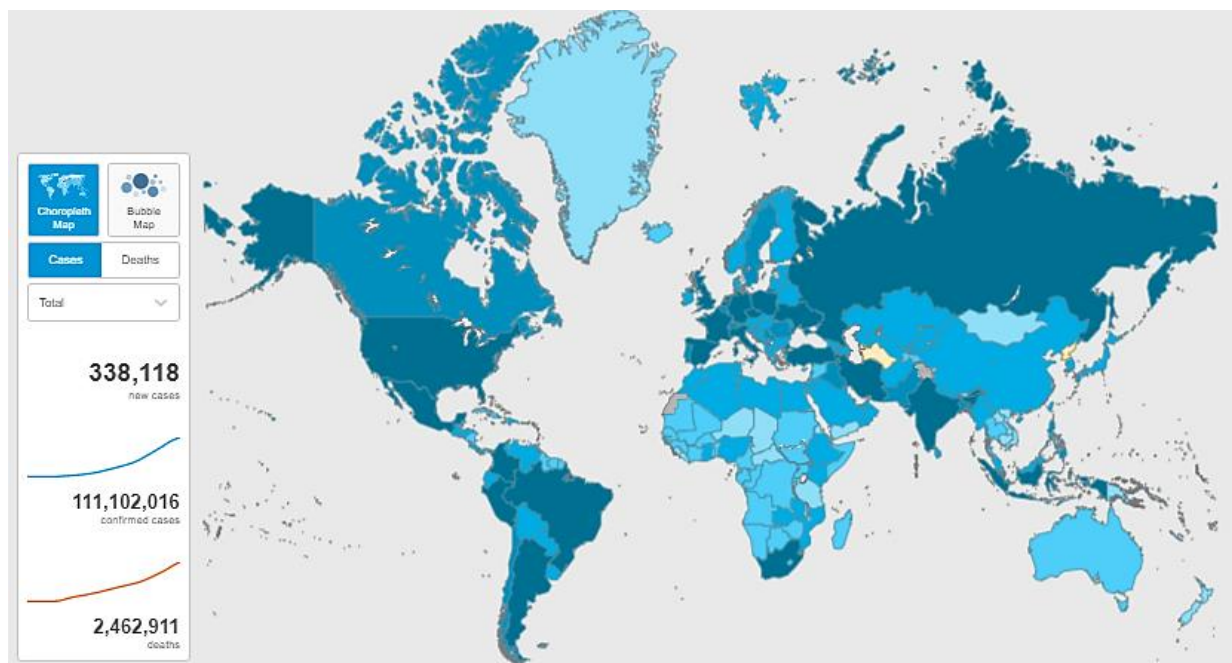 Choropleth
Map
Bubble
Map
Cases
Deaths
Total
338,118
new cases
111,102,016
confirmed cases
2,462,911
deaths